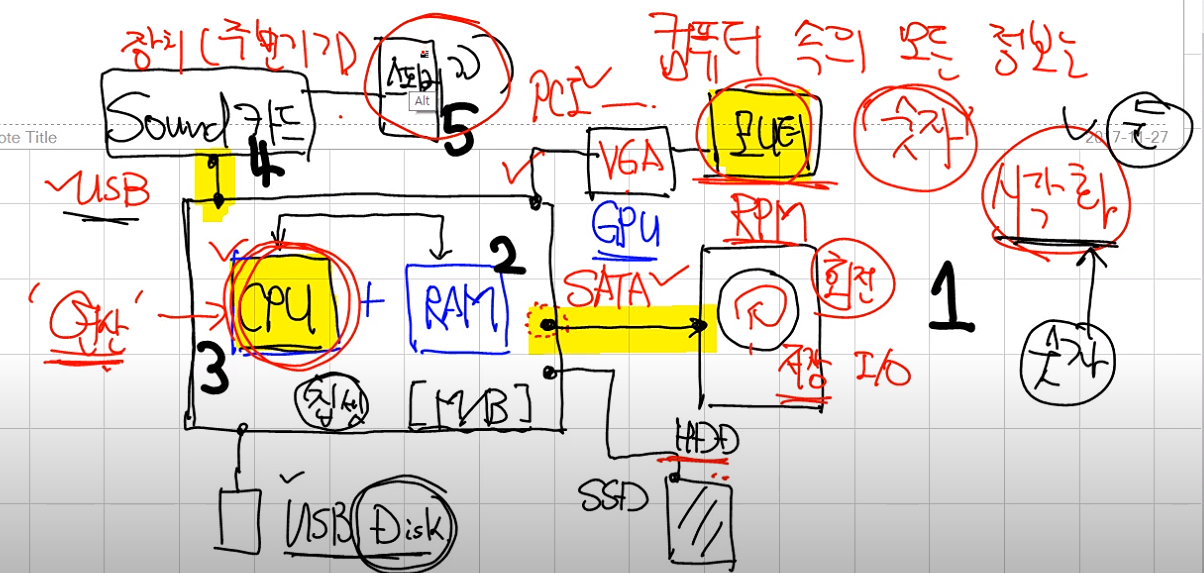 장치(주변기기)
스피커
Alt
5
컴퓨터 속의 모든 정보는
숫자
ote Title
2017-11-27
Sound 카드
4
PCI
VGA
모니터
시각화
USB
GPU
RPM
'연산'
CPU
+
RAM
2
3
칩셋
[M/B]
SATA
회전
1
저장 I/O
숫자
HDD
SSD
USB Disk